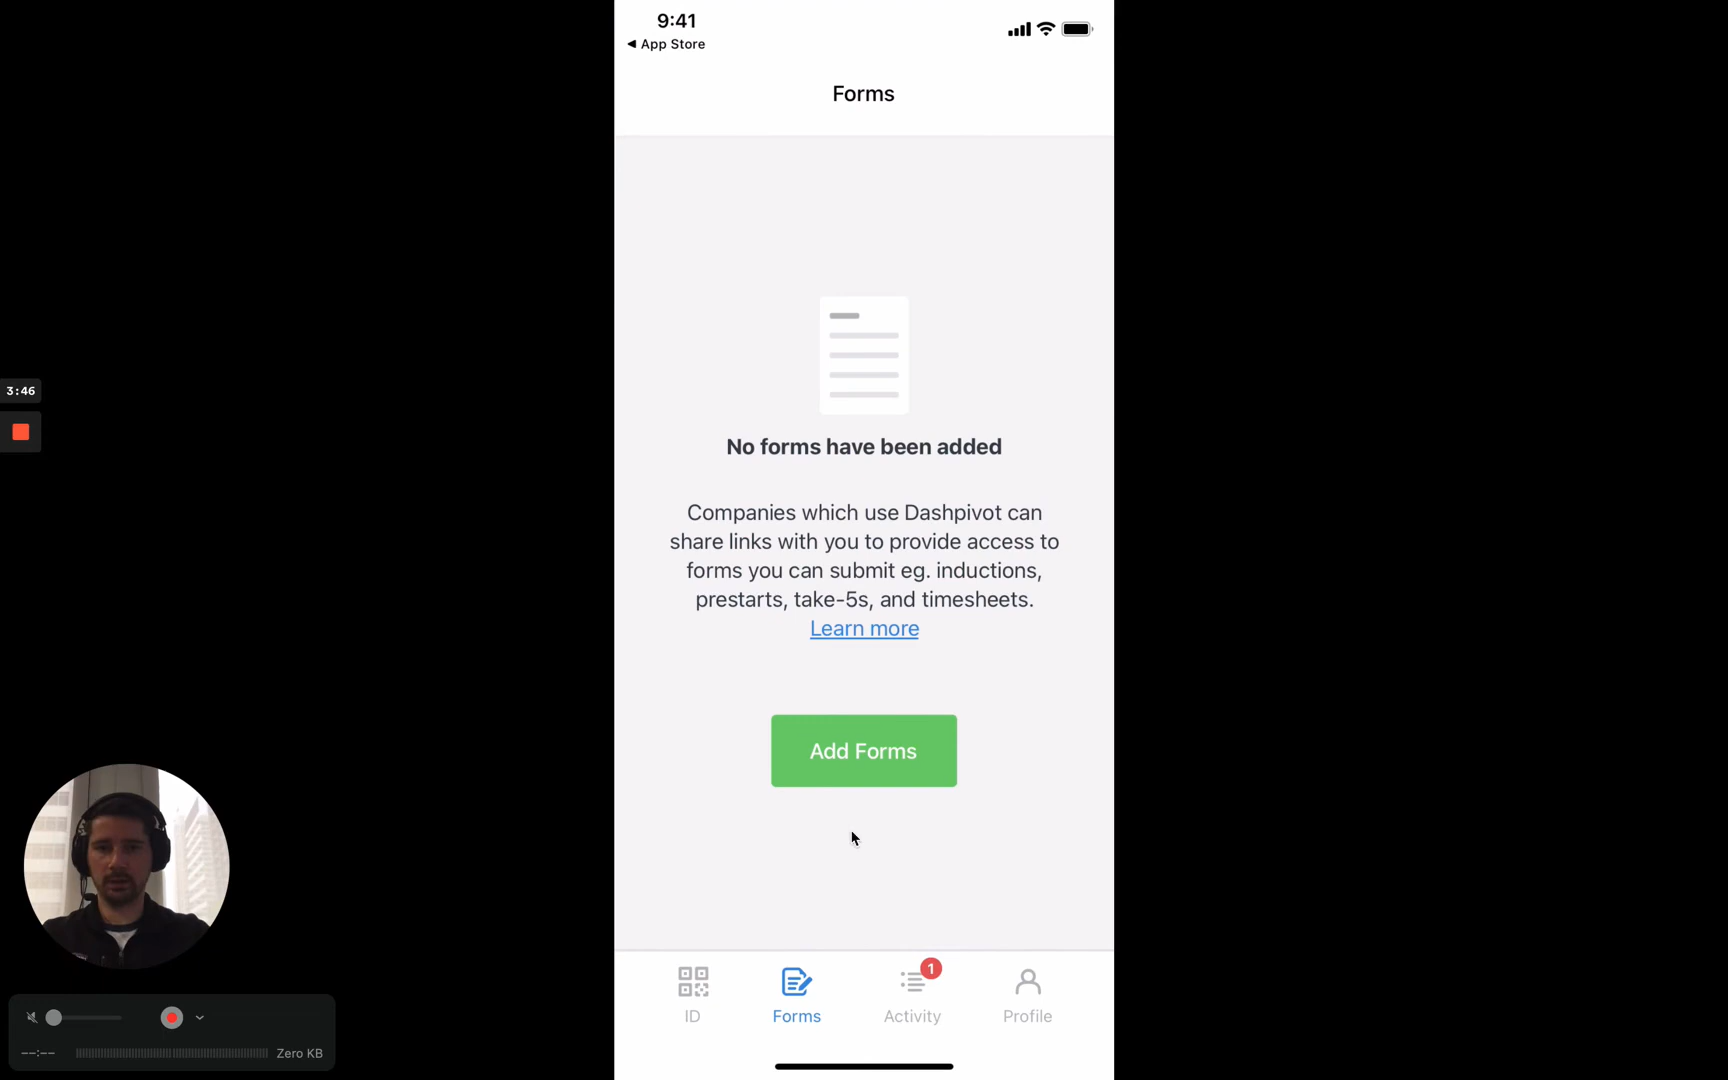 9:41
◀ App Store
Forms
3:46
No forms have been added
Companies which use Dashpivot can
share links with you to provide access to
forms you can submit eg. inductions,
prestarts, take-5s, and timesheets.
Learn more
Add Forms
1
ID
Forms
Activity
Profile
--:--
Zero KB